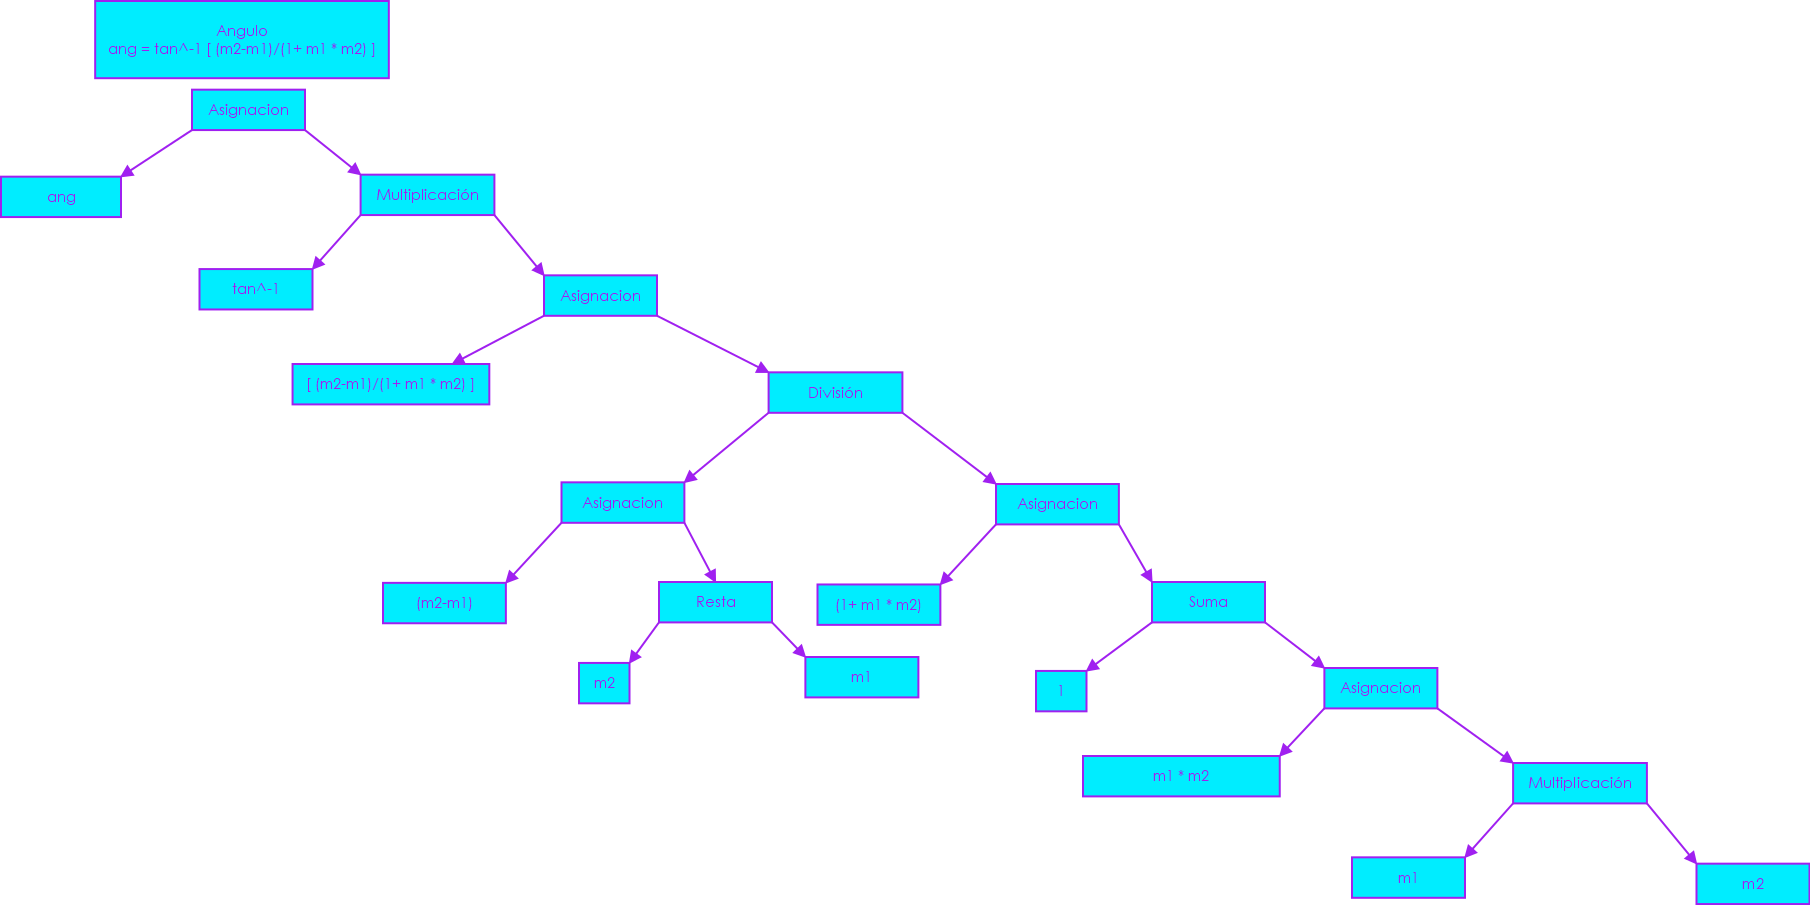 Angulo
ang = tan^-1 [ (m2-m1)/(1+ m1 * m2) ]
Asignacion
ang
Multiplicación
tan^-1
Asignacion
[ (m2-m1)/(1+ m1 * m2) ]
División
Asignacion
Asignacion
(m2-m1)
Resta
(1+ m1 * m2)
Suma
m2
m1
1
Asignacion
m1 * m2
Multiplicación
m1
m2